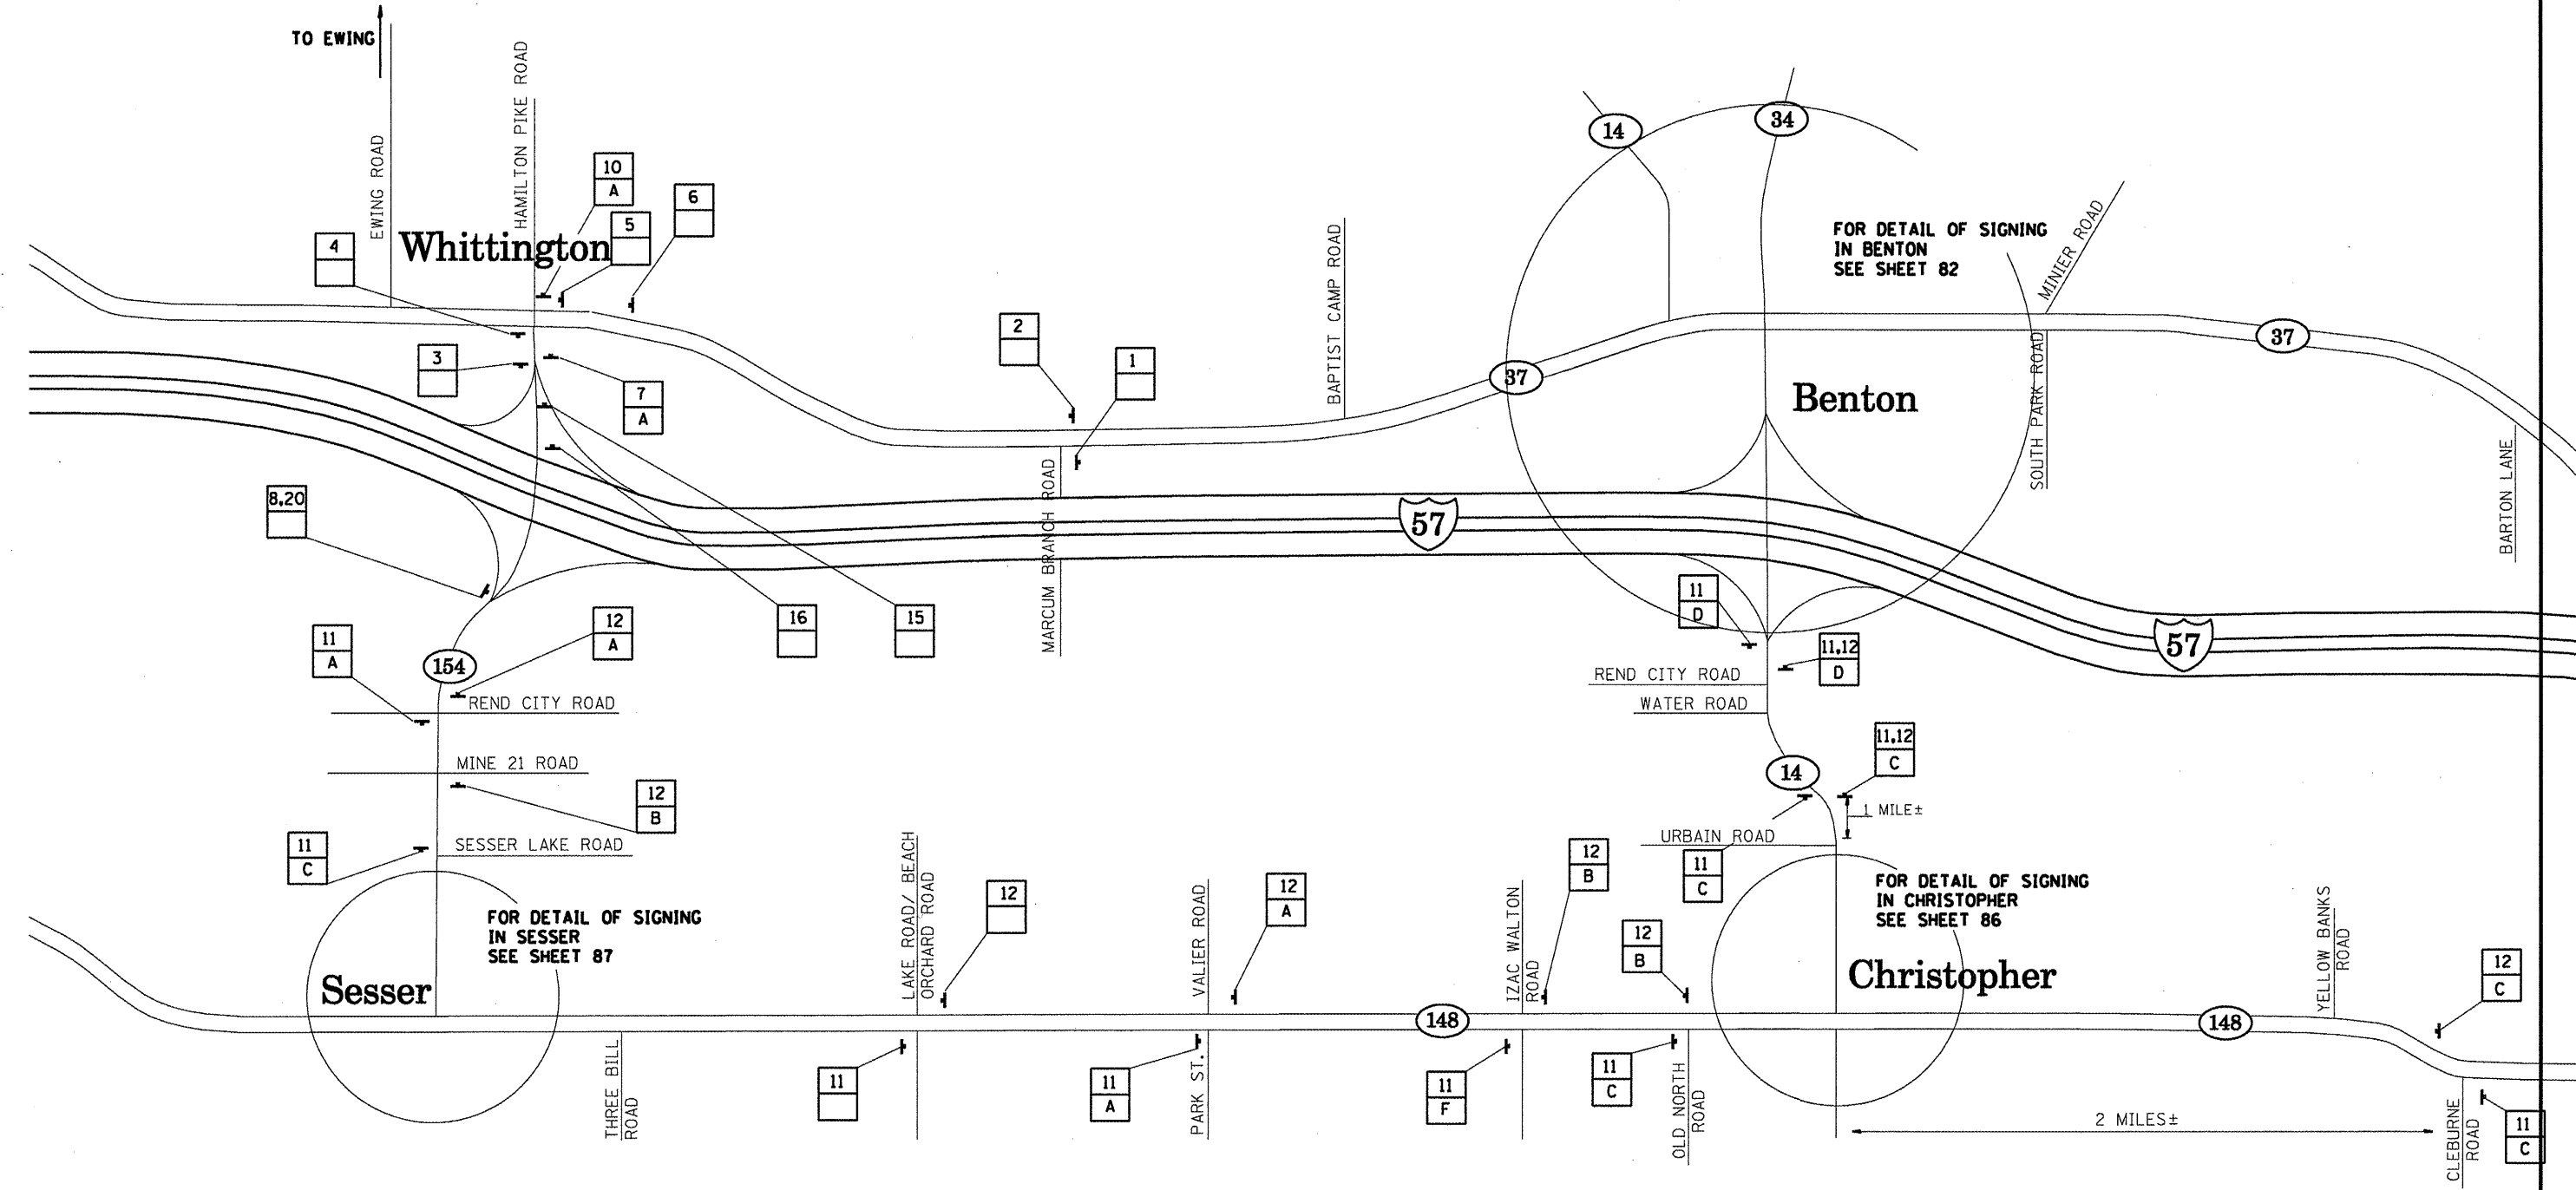 TO EWING
EWING ROAD
HAMILTON PIKE ROAD
Whittington
10
A
5
6
4
3
7
A
2
1
BAPTIST CAMP ROAD
14
34
FOR DETAIL OF SIGNING
IN BENTON
SEE SHEET 82
MINIER ROAD
37
37
Benton
SOUTH PARK ROAD
BARTON LANE
8,20
MARCUM BRANCH ROAD
57
57
16
15
11
A
12
A
154
REND CITY ROAD
MINE 21 ROAD
12
B
11
C
SESSER LAKE ROAD
11
D
11,12
D
REND CITY ROAD
WATER ROAD
11,12
C
14
1 MILE±
URBAIN ROAD
11
C
FOR DETAIL OF SIGNING
IN SESSER
SEE SHEET 87
Sesser
LAKE ROAD/ BEACH
ORCHARD ROAD
12
VALIER ROAD
12
A
IZAC WALTON
ROAD
12
B
12
B
FOR DETAIL OF SIGNING
IN CHRISTOPHER
SEE SHEET 86
Christopher
YELLOW BANKS
ROAD
12
C
148
148
THREE BILL
ROAD
11
11
A
PARK ST.
11
F
11
C
OLD NORTH
ROAD
2 MILES±
CLEBURNE
ROAD
11
C